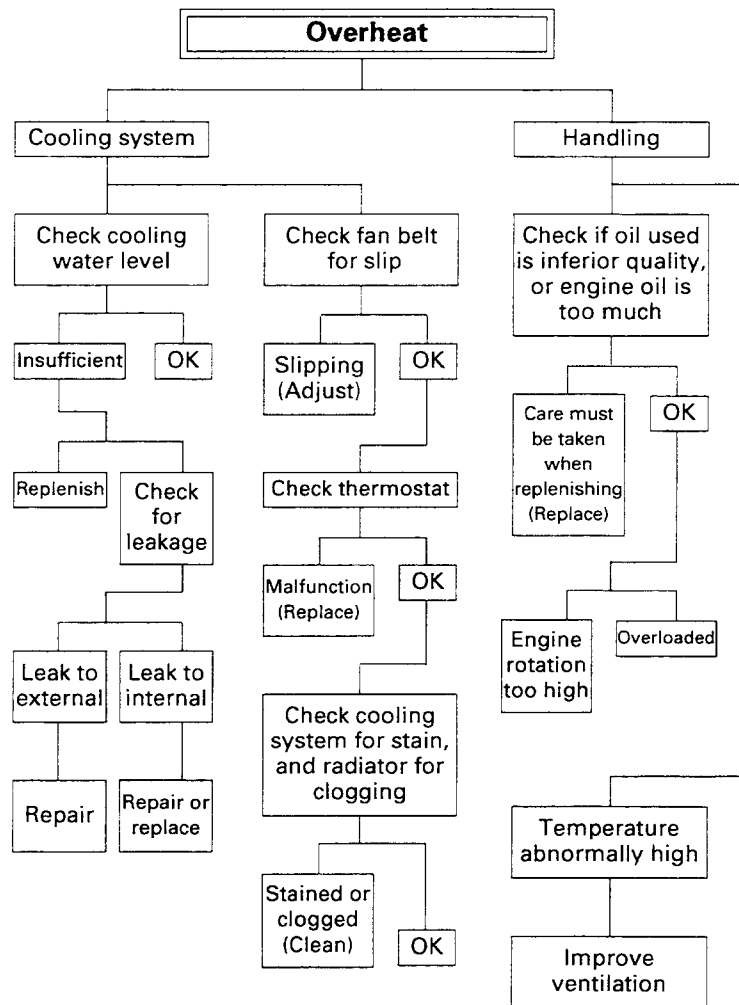 Overheat
Cooling system
Handling
Check cooling
water level
Check fan belt
for slip
Check if oil used
is inferior quality,
or engine oil is
too much
Insufficient
OK
Slipping
(Adjust)
OK
Care must
be taken
when
replenishing
(Replace)
OK
Replenish
Check
for
leakage
Check thermostat
Malfunction
(Replace)
OK
Engine
rotation
too high
Overloaded
Leak to
external
Leak to
internal
Check cooling
system for stain,
and radiator for
clogging
Repair
Repair or
replace
Temperature
abnormally high
Stained or
clogged
(Clean)
OK
Improve
ventilation